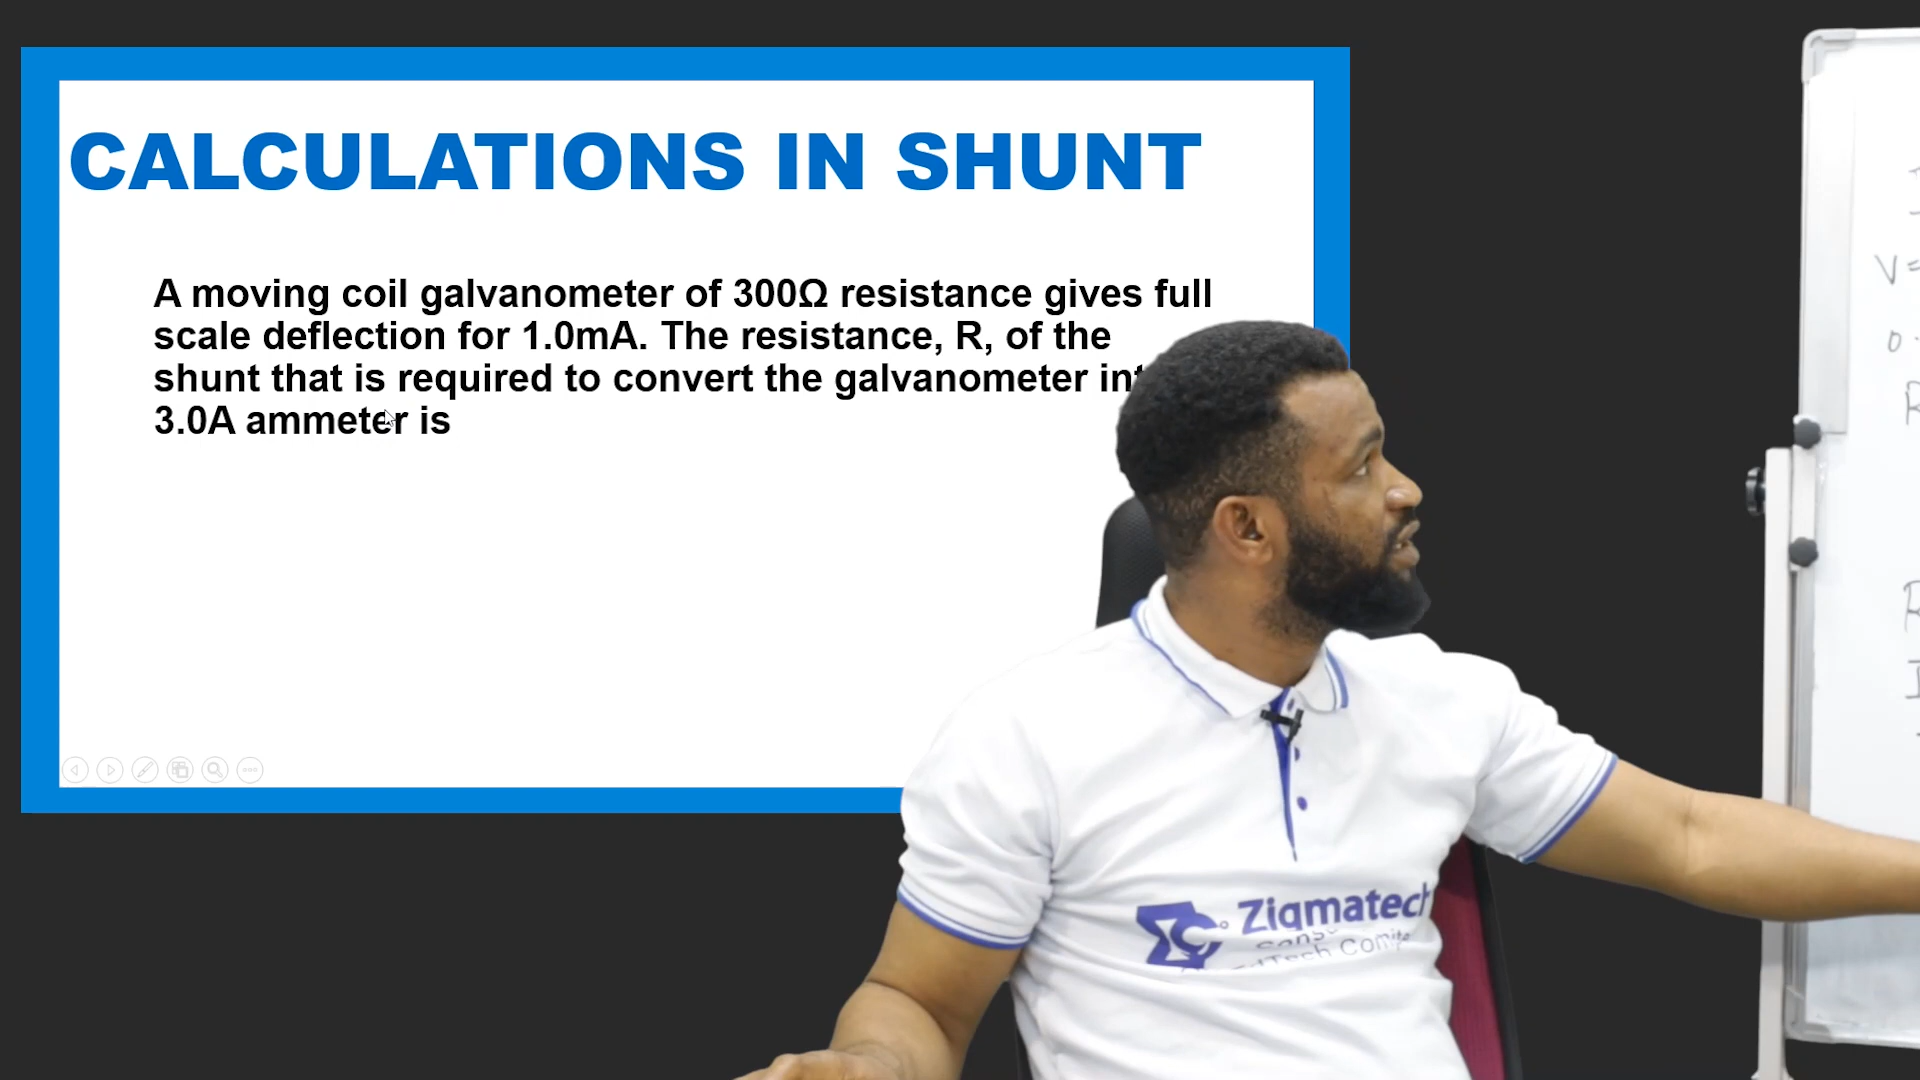 CALCULATIONS IN SHUNT
A moving coil galvanometer of 300Ω resistance gives full
scale deflection for 1.0mA. The resistance, R, of the
shunt that is required to convert the galvanometer
3.0A ammeter is
Zigmatech
V =